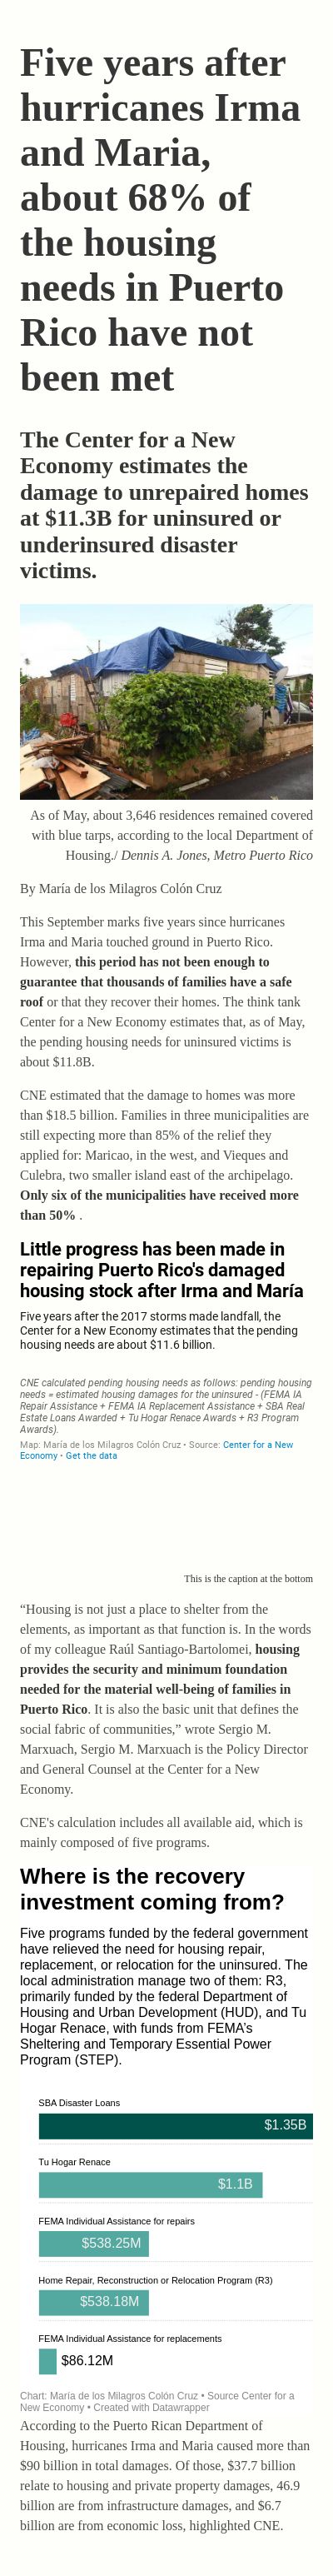 Five years after
hurricanes Irma
and Maria,
about 68% of
the housing
needs in Puerto
Rico have not
been met
The Center for a New
Economy estimates the
damage to unrepaired homes
at $11.3B for uninsured or
underinsured disaster
victims.
As of May, about 3,646 residences remained covered
with blue tarps, according to the local Department of
Housing./ Dennis A. Jones, Metro Puerto Rico
By María de los Milagros Colón Cruz
This September marks five years since hurricanes
Irma and Maria touched ground in Puerto Rico.
However, this period has not been enough to
guarantee that thousands of families have a safe
roof or that they recover their homes. The think tank
Center for a New Economy estimates that, as of May,
the pending housing needs for uninsured victims is
about $11.8B.
CNE estimated that the damage to homes was more
than $18.5 billion. Families in three municipalities are
still expecting more than 85% of the relief they
applied for: Maricao, in the west, and Vieques and
Culebra, two smaller island east of the archipelago.
Only six of the municipalities have received more
than 50% .
Little progress has been made in
repairing Puerto Rico's damaged
housing stock after Irma and María
Five years after the 2017 storms made landfall, the
Center for a New Economy estimates that the pending
housing needs are about $11.6 billion.
CNE calculated pending housing needs as follows: pending housing
needs = estimated housing damages for the uninsured - (FEMA IA
Repair Assistance + FEMA IA Replacement Assistance + SBA Real
Estate Loans Awarded + Tu Hogar Renace Awards + R3 Program
Awards).
Map: María de los Milagros Colón Cruz • Source: Center for a New
Economy • Get the data
This is the caption at the bottom
“Housing is not just a place to shelter from the
elements, as important as that function is. In the words
of my colleague Raúl Santiago-Bartolomei, housing
provides the security and minimum foundation
needed for the material well-being of families in
Puerto Rico. It is also the basic unit that defines the
social fabric of communities,” wrote Sergio M.
Marxuach, Sergio M. Marxuach is the Policy Director
and General Counsel at the Center for a New
Economy.
CNE's calculation includes all available aid, which is
mainly composed of five programs.
Where is the recovery
investment coming from?
Five programs funded by the federal government
have relieved the need for housing repair,
replacement, or relocation for the uninsured. The
local administration manage two of them: R3,
primarily funded by the federal Department of
Housing and Urban Development (HUD), and Tu
Hogar Renace, with funds from FEMA’s
Sheltering and Temporary Essential Power
Program (STEP).
SBA Disaster Loans
$1.35B
Tu Hogar Renace
$1.1B
FEMA Individual Assistance for repairs
$538.25M
Home Repair, Reconstruction or Relocation Program (R3)
$538.18M
FEMA Individual Assistance for replacements
$86.12M
Chart: María de los Milagros Colón Cruz • Source Center for a
New Economy • Created with Datawrapper
According to the Puerto Rican Department of
Housing, hurricanes Irma and Maria caused more than
$90 billion in total damages. Of those, $37.7 billion
relate to housing and private property damages, 46.9
billion are from infrastructure damages, and $6.7
billion are from economic loss, highlighted CNE.